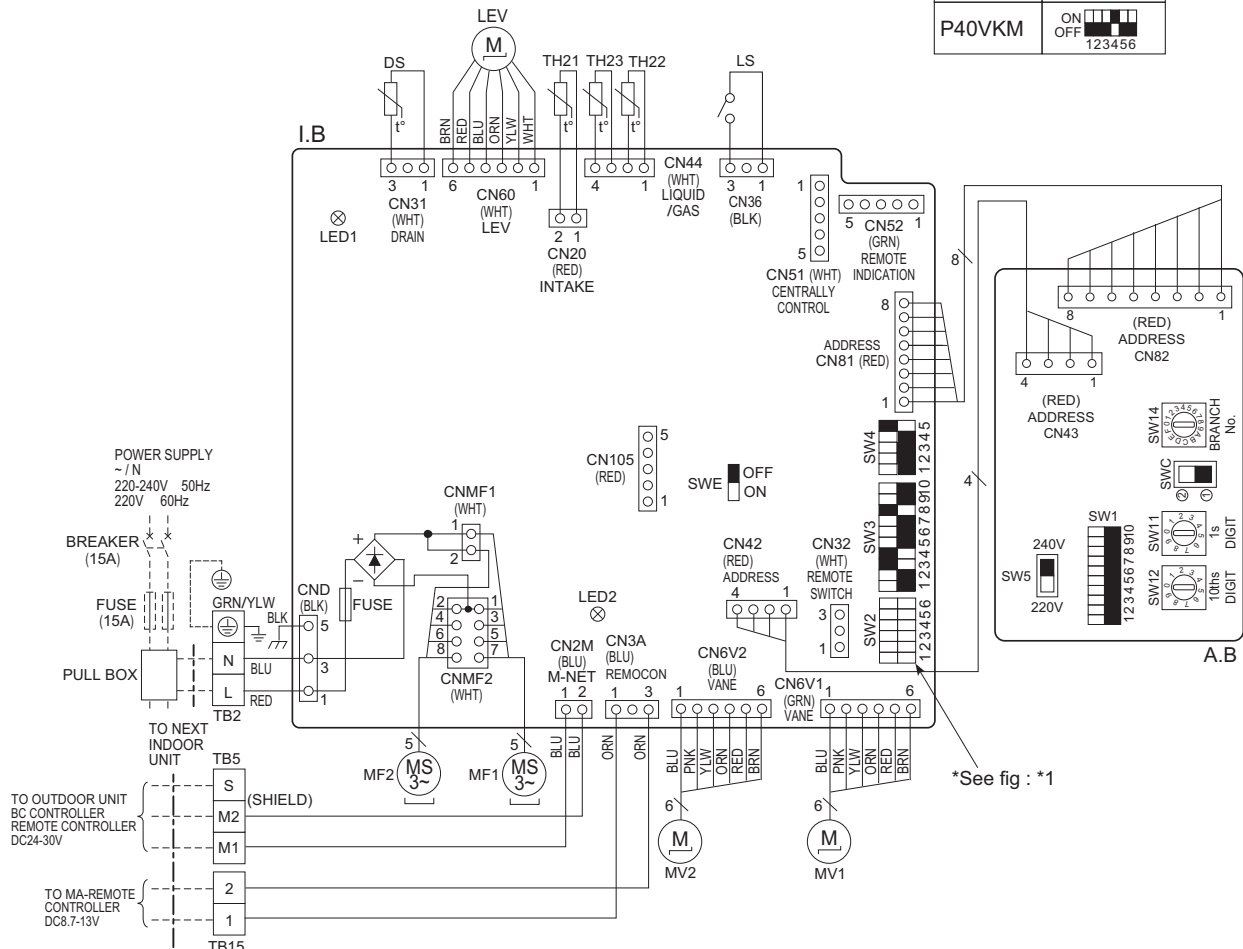 P40VKM
ON
OFF
123456
LEV
M
DS
t°
BRN
RED
BLU
ORN
YLW
WHT
TH21
TH23
TH22
t°
t°
t°
LS
I.B
3 1
CN31
(WHT)
DRAIN
6 1
CN60
(WHT)
LEV
2 1
CN20
(RED)
INTAKE
4 1
CN44
(WHT)
LIQUID
/GAS
3 1
CN36
(BLK)
LED1
1
5
CN51 (WHT)
CENTRALLY
CONTROL
5 1
CN52
(GRN)
REMOTE
INDICATION
8
8
ADDRESS
CN81 (RED)
1
8 1
(RED)
ADDRESS
CN82
4 1
(RED)
ADDRESS
CN43
SW14
0123456789ABCDEF
BRANCH
No.
SWC
2 1
SW11
0123456789
1s
DIGIT
SW12
0123456789
10ths
DIGIT
SW1
12345678910
240V
SW5
220V
A.B
4
CN105
(RED)
5
1
SWE
OFF
ON
SW4
12345
SW3
12345678910
SW2
123456
POWER SUPPLY
~ / N
220-240V 50Hz
220V 60Hz
BREAKER
(15A)
FUSE
(15A)
PULL BOX
GRN/YLW
N
L
TB2
BLK
BLU
RED
CND
(BLK)
5
3
1
FUSE
+
−
CNMF1
(WHT)
1
2
2 1
4 3
6 5
8 7
CNMF2
(WHT)
LED2
CN42
(RED)
ADDRESS
4 1
CN32
(WHT)
REMOTE
SWITCH
3
1
CN2M
(BLU)
M-NET
1 2
CN3A
(BLU)
REMOCON
1 3
CN6V2
(BLU)
VANE
1 6
CN6V1
(GRN)
VANE
1 6
5
MF2
MS
3~
5
MF1
MS
3~
BLU
BLU
ORN
ORN
BLU
PNK
YLW
ORN
RED
BRN
6
M
MV2
BLU
PNK
YLW
ORN
RED
BRN
6
M
MV1
*See fig : *1
TO NEXT
INDOOR
UNIT
TB5
S
(SHIELD)
M2
M1
TO OUTDOOR UNIT
BC CONTROLLER
REMOTE CONTROLLER
DC24-30V
TO MA-REMOTE
CONTROLLER
DC8.7-13V
2
1
TB15